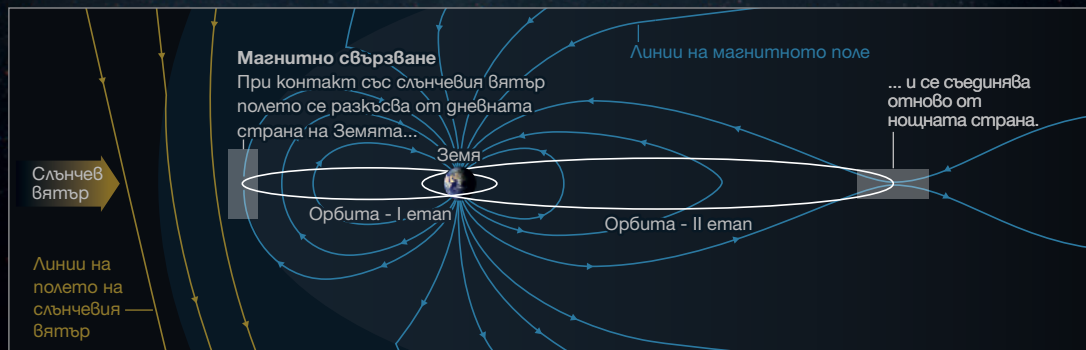 Магнитно свързване
При контакт със слънчевия вятър
полето се разкъсва от дневната
страна на Земята...
Линии на магнитното поле
... и се съединява
отново от
нощната страна.
Земя
Слънчев
вятър
Орбита - I етап
Орбита - II етап
Линии на
полето на
слънчевия
вятър